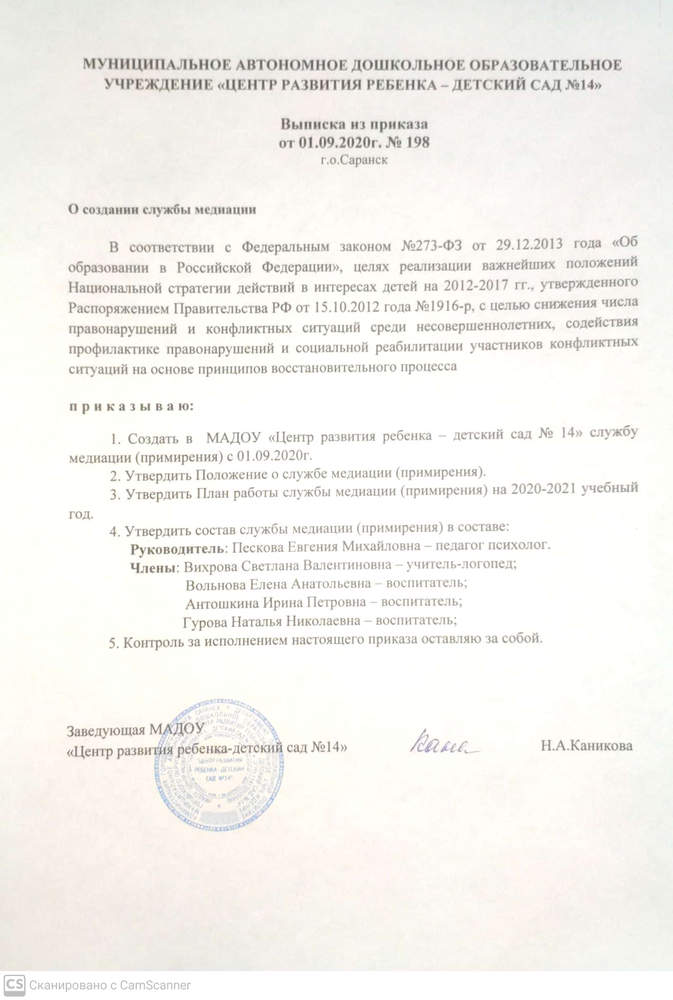 МУНИЦИПАЛЬНОЕ АВТОНОМНОЕ ДОШКОЛЬНОЕ ОБРАЗОВАТЕЛЬНОЕ
УЧРЕЖДЕНИЕ «ЦЕНТР РАЗВИТИЯ РЕБЕНКА – ДЕТСКИЙ САД №14»
Выписка из приказа
от 01.09.2020г. № 198
г.о.Саранск
О создании службы медиации
В соответствии с Федеральным законом №273-ФЗ от 29.12.2013 года «Об
образовании в Российской Федерации», целях реализации важнейших положений
Национальной стратегии действий в интересах детей на 2012-2017 гг., утвержденного
Распоряжением Правительства РФ от 15.10.2012 года №1916-р, с целью снижения числа
правонарушений и конфликтных ситуаций среди несовершеннолетних, содействия
профилактике правонарушений и социальной реабилитации участников конфликтных
ситуаций на основе принципов восстановительного процесса
п р и к а з ы в а ю:
1. Создать в МАДОУ «Центр развития ребенка – детский сад № 14» службу
медиации (примирения) с 01.09.2020г.
2. Утвердить Положение о службе медиации (примирения).
3. Утвердить План работы службы медиации (примирения) на 2020-2021 учебный
год.
4. Утвердить состав службы медиации (примирения) в составе:
Руководитель: Пескова Евгения Михайловна – педагог психолог.
Члены: Вихрова Светлана Валентиновна – учитель-логопед;
Вольнова Елена Анатольевна – воспитатель;
Антошкина Ирина Петровна – воспитатель;
Гурова Наталья Николаевна – воспитатель;
5. Контроль за исполнением настоящего приказа оставляю за собой.
Заведующая МАДОУ
«Центр развития ребенка-детский сад №14»
Н.А.Каникова
"ЦЕНТР РАЗВИТИЯ
РЕБЕНКА - ДЕТСКИЙ
САД №14"
CS Сканировано с CamScanner